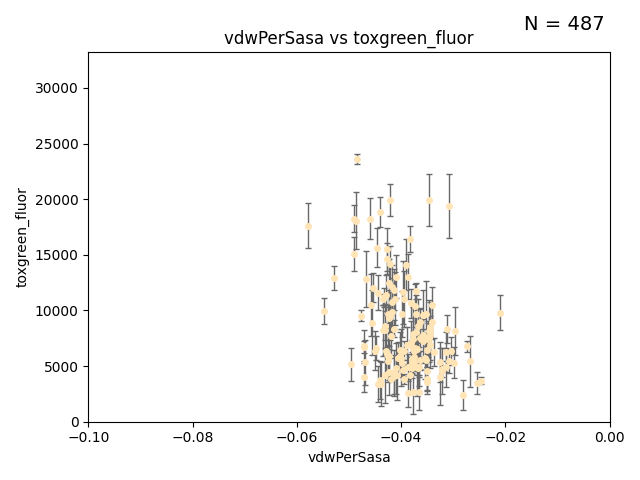 N = 487
vdwPerSasa vs toxgreen_fluor
30000
25000
20000
15000
10000
5000
0
toxgreen_fluor
−0.10 −0.08 −0.06 −0.04 −0.02 0.00
vdwPerSasa